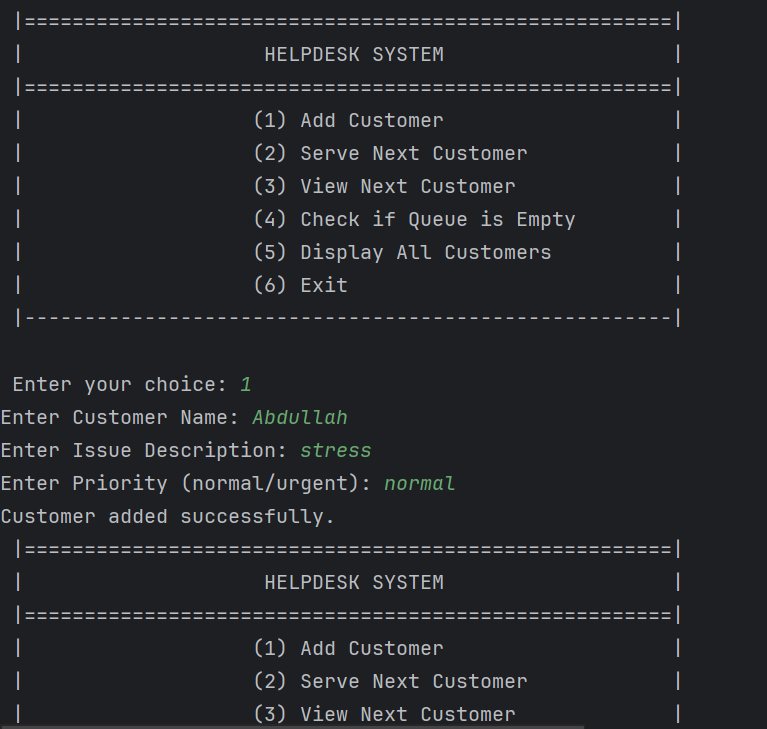 |======================================================|
|                    HELPDESK SYSTEM                   |
|======================================================|
|                   (1) Add Customer                   |
|                   (2) Serve Next Customer            |
|                   (3) View Next Customer             |
|                   (4) Check if Queue is Empty        |
|                   (5) Display All Customers          |
|                   (6) Exit                           |
|------------------------------------------------------|
Enter your choice: 1
Enter Customer Name: Abdullah
Enter Issue Description: stress
Enter Priority (normal/urgent): normal
Customer added successfully.
|======================================================|
|                    HELPDESK SYSTEM                   |
|======================================================|
|                   (1) Add Customer                   |
|                   (2) Serve Next Customer            |
|                   (3) View Next Customer             |